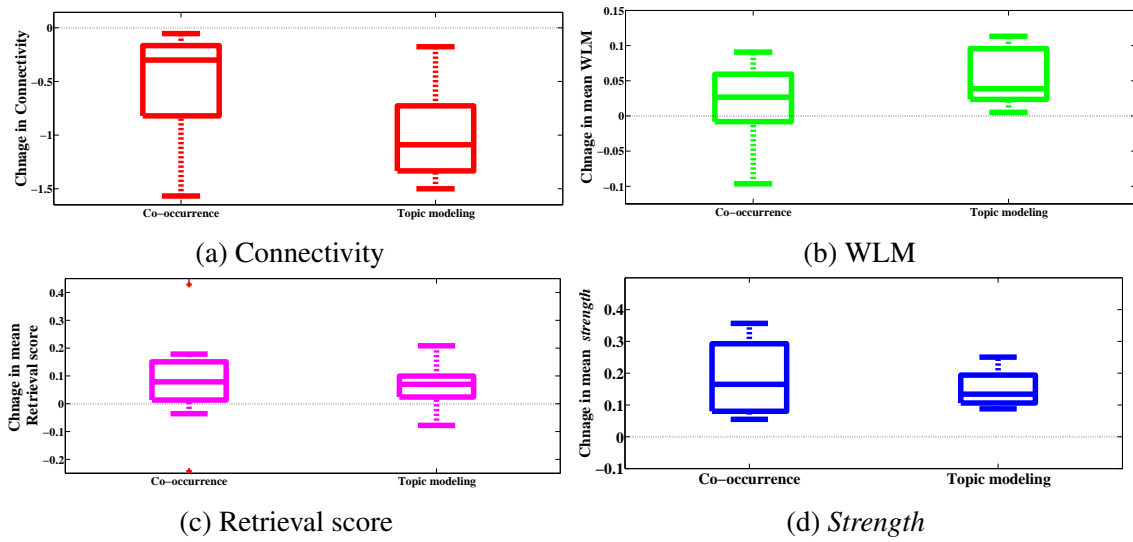 Chnage in Connectivity
0
−0.5
−1
−1.5
Co−occurrence Topic modeling
(a) Connectivity
Chnage in mean WLM
0.15
0.1
0.05
0
−0.05
−0.1
Co−occurrence Topic modeling
(b) WLM
Chnage in mean
Retrieval score
0.4
0.3
0.2
0.1
0
−0.1
−0.2
Co−occurrence Topic modeling
(c) Retrieval score
Chnage in mean strength
0.4
0.3
0.2
0.1
0
−0.1
Co−occurrence Topic modeling
(d) Strength